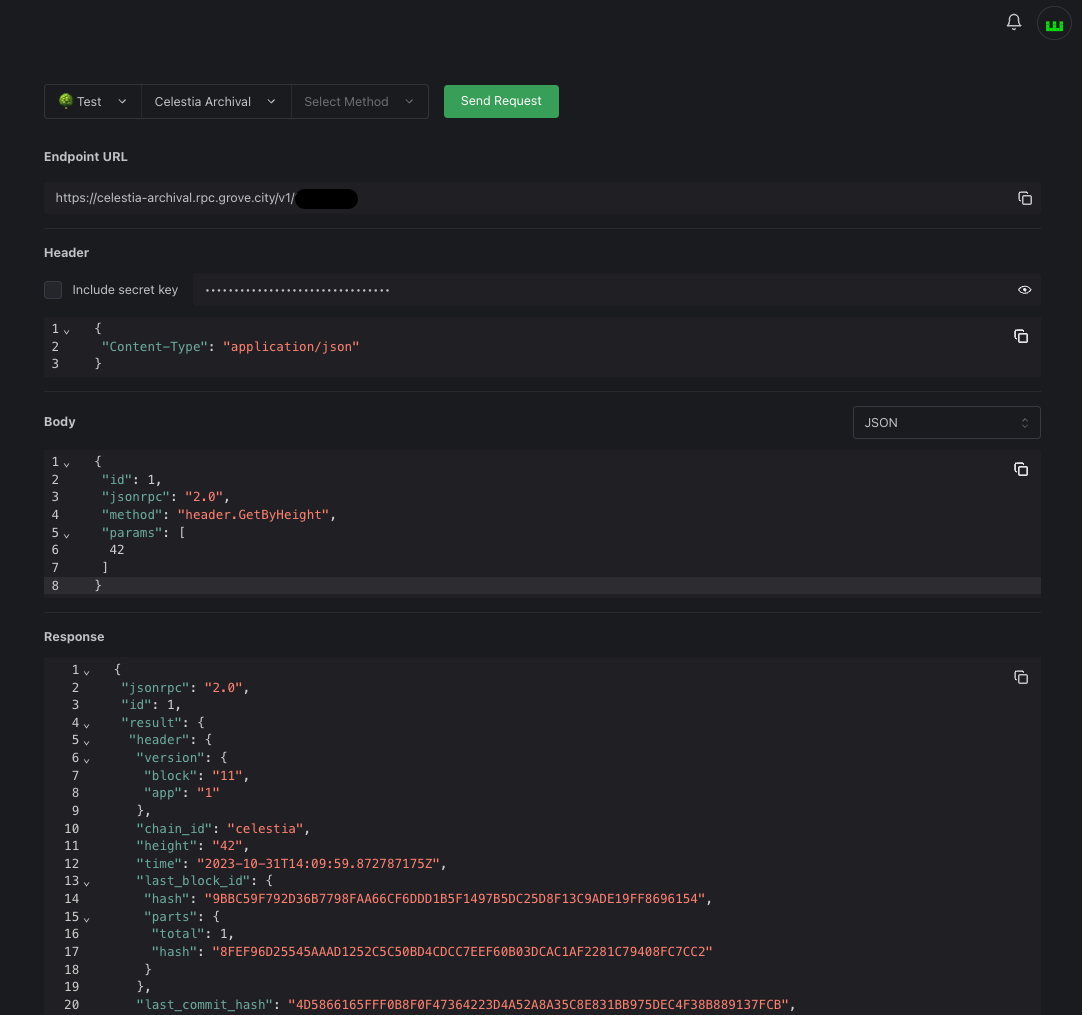 Test Celestia Archival Select Method Send Request
Endpoint URL
https://celestia-archival.rpc.grove.city/v1/
Header
Include secret key ••••••••••••••••••••••••••••••••
1 {
2 "Content-Type": "application/json"
3 }
Body JSON
1 {
2 "id": 1,
3 "jsonrpc": "2.0",
4 "method": "header.GetByHeight",
5 "params": [
6 42
7 ]
8 }
Response
1 {
2 "jsonrpc": "2.0",
3 "id": 1,
4 "result": {
5 "header": {
6 "version": {
7 "block": "11",
8 "app": "1"
9 },
10 "chain_id": "celestia",
11 "height": "42",
12 "time": "2023-10-31T14:09:59.872787175Z",
13 "last_block_id": {
14 "hash": "9BBC59F792D36B7798FAA66CF6DDD1B5F1497B5DC25D8F13C9ADE19FF8696154",
15 "parts": {
16 "total": 1,
17 "hash": "8FEF96D25545AAAD1252C5C50BD4CDCC7EEF60B03DCAC1AF2281C79408FC7CC2"
18 }
19 },
20 "last_commit_hash": "4D5866165FFF0B8F0F47364223D4A52A8A35C8E831BB975DEC4F38B889137FCB",